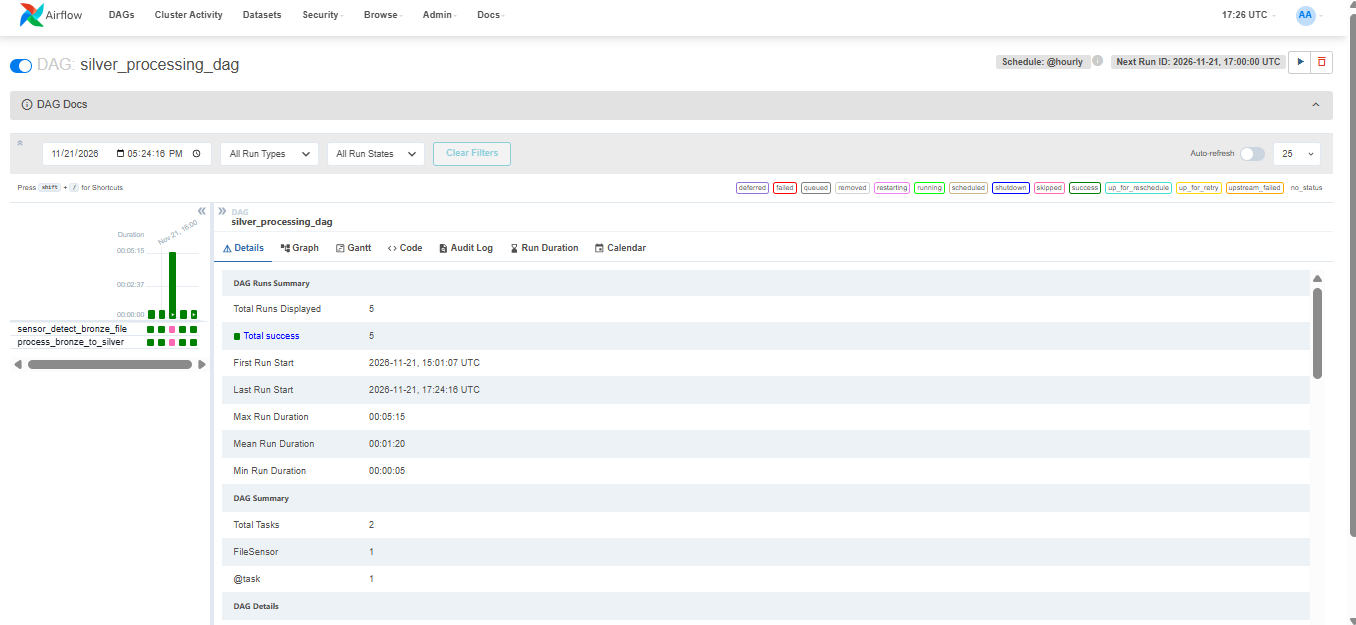 Airflow DAGs Cluster Activity Datasets Security Browse Admin Docs 17:26 UTC AA
DAG: silver_processing_dag Schedule: @hourly Next Run ID: 2026-11-21, 17:00:00 UTC
DAG Docs
11/21/2026 05:24:16 PM All Run Types All Run States Clear Filters Auto-refresh 25
Press shift + / for Shortcuts deferred failed queued removed restarting running scheduled shutdown skipped success up_for_reschedule up_for_retry upstream_failed no_status
DAG
silver_processing_dag
Details Graph Gantt Code Audit Log Run Duration Calendar
Nov 21, 16:00
Duration
00:05:15
00:02:37
00:00:00
sensor_detect_bronze_file
process_bronze_to_silver
DAG Runs Summary
Total Runs Displayed 5
Total success 5
First Run Start 2026-11-21, 15:01:07 UTC
Last Run Start 2026-11-21, 17:24:16 UTC
Max Run Duration 00:05:15
Mean Run Duration 00:01:20
Min Run Duration 00:00:05
DAG Summary
Total Tasks 2
FileSensor 1
@task 1
DAG Details